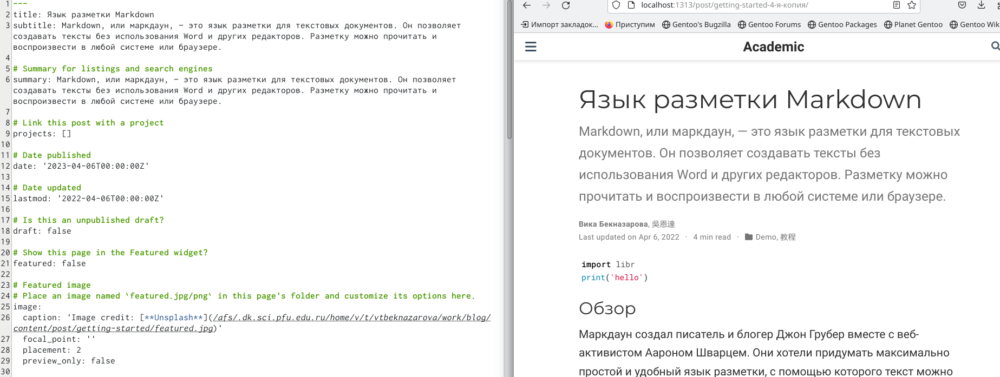 1 ---
2 title: Язык разметки Markdown
3 subtitle: Markdown, или маркдаун, — это язык разметки для текстовых документов. Он позволяет
создавать тексты без использования Word и других редакторов. Разметку можно прочитать и
воспроизвести в любой системе или браузере.
4
5 # Summary for listings and search engines
6 summary: Markdown, или маркдаун, — это язык разметки для текстовых документов. Он позволяет
создавать тексты без использования Word и других редакторов. Разметку можно прочитать и
воспроизвести в любой системе или браузере.
7
8 # Link this post with a project
9 projects: []
10
11 # Date published
12 date: '2023-04-06T00:00:00Z'
13
14 # Date updated
15 lastmod: '2022-04-06T00:00:00Z'
16
17 # Is this an unpublished draft?
18 draft: false
19
20 # Show this page in the Featured widget?
21 featured: false
22
23 # Featured image
24 # Place an image named `featured.jpg/png` in this page's folder and customize its options here.
25 image:
26 caption: 'Image credit: [**Unsplash**](/afs/.dk.sci.pfu.edu.ru/home/v/t/vtbeknazarova/work/blog/
content/post/getting-started/featured.jpg)'
27 focal_point: ''
28 placement: 2
29 preview_only: false
30
localhost:1313/post/getting-started-4-я-копия/
Импорт закладок... Приступим Gentoo's Bugzilla Gentoo Forums Gentoo Packages Planet Gentoo Gentoo Wik
Academic
Язык разметки Markdown
Markdown, или маркдаун, — это язык разметки для текстовых
документов. Он позволяет создавать тексты без
использования Word и других редакторов. Разметку можно
прочитать и воспроизвести в любой системе или браузере.
Вика Бекназарова, 吳恩達
Last updated on Apr 6, 2022 · 4 min read · Demo, 教程
import libr
print('hello')
Обзор
Маркдаун создал писатель и блогер Джон Грубер вместе с веб-
активистом Аароном Шварцем. Они хотели придумать максимально
простой и удобный язык разметки, с помощью которого текст можно